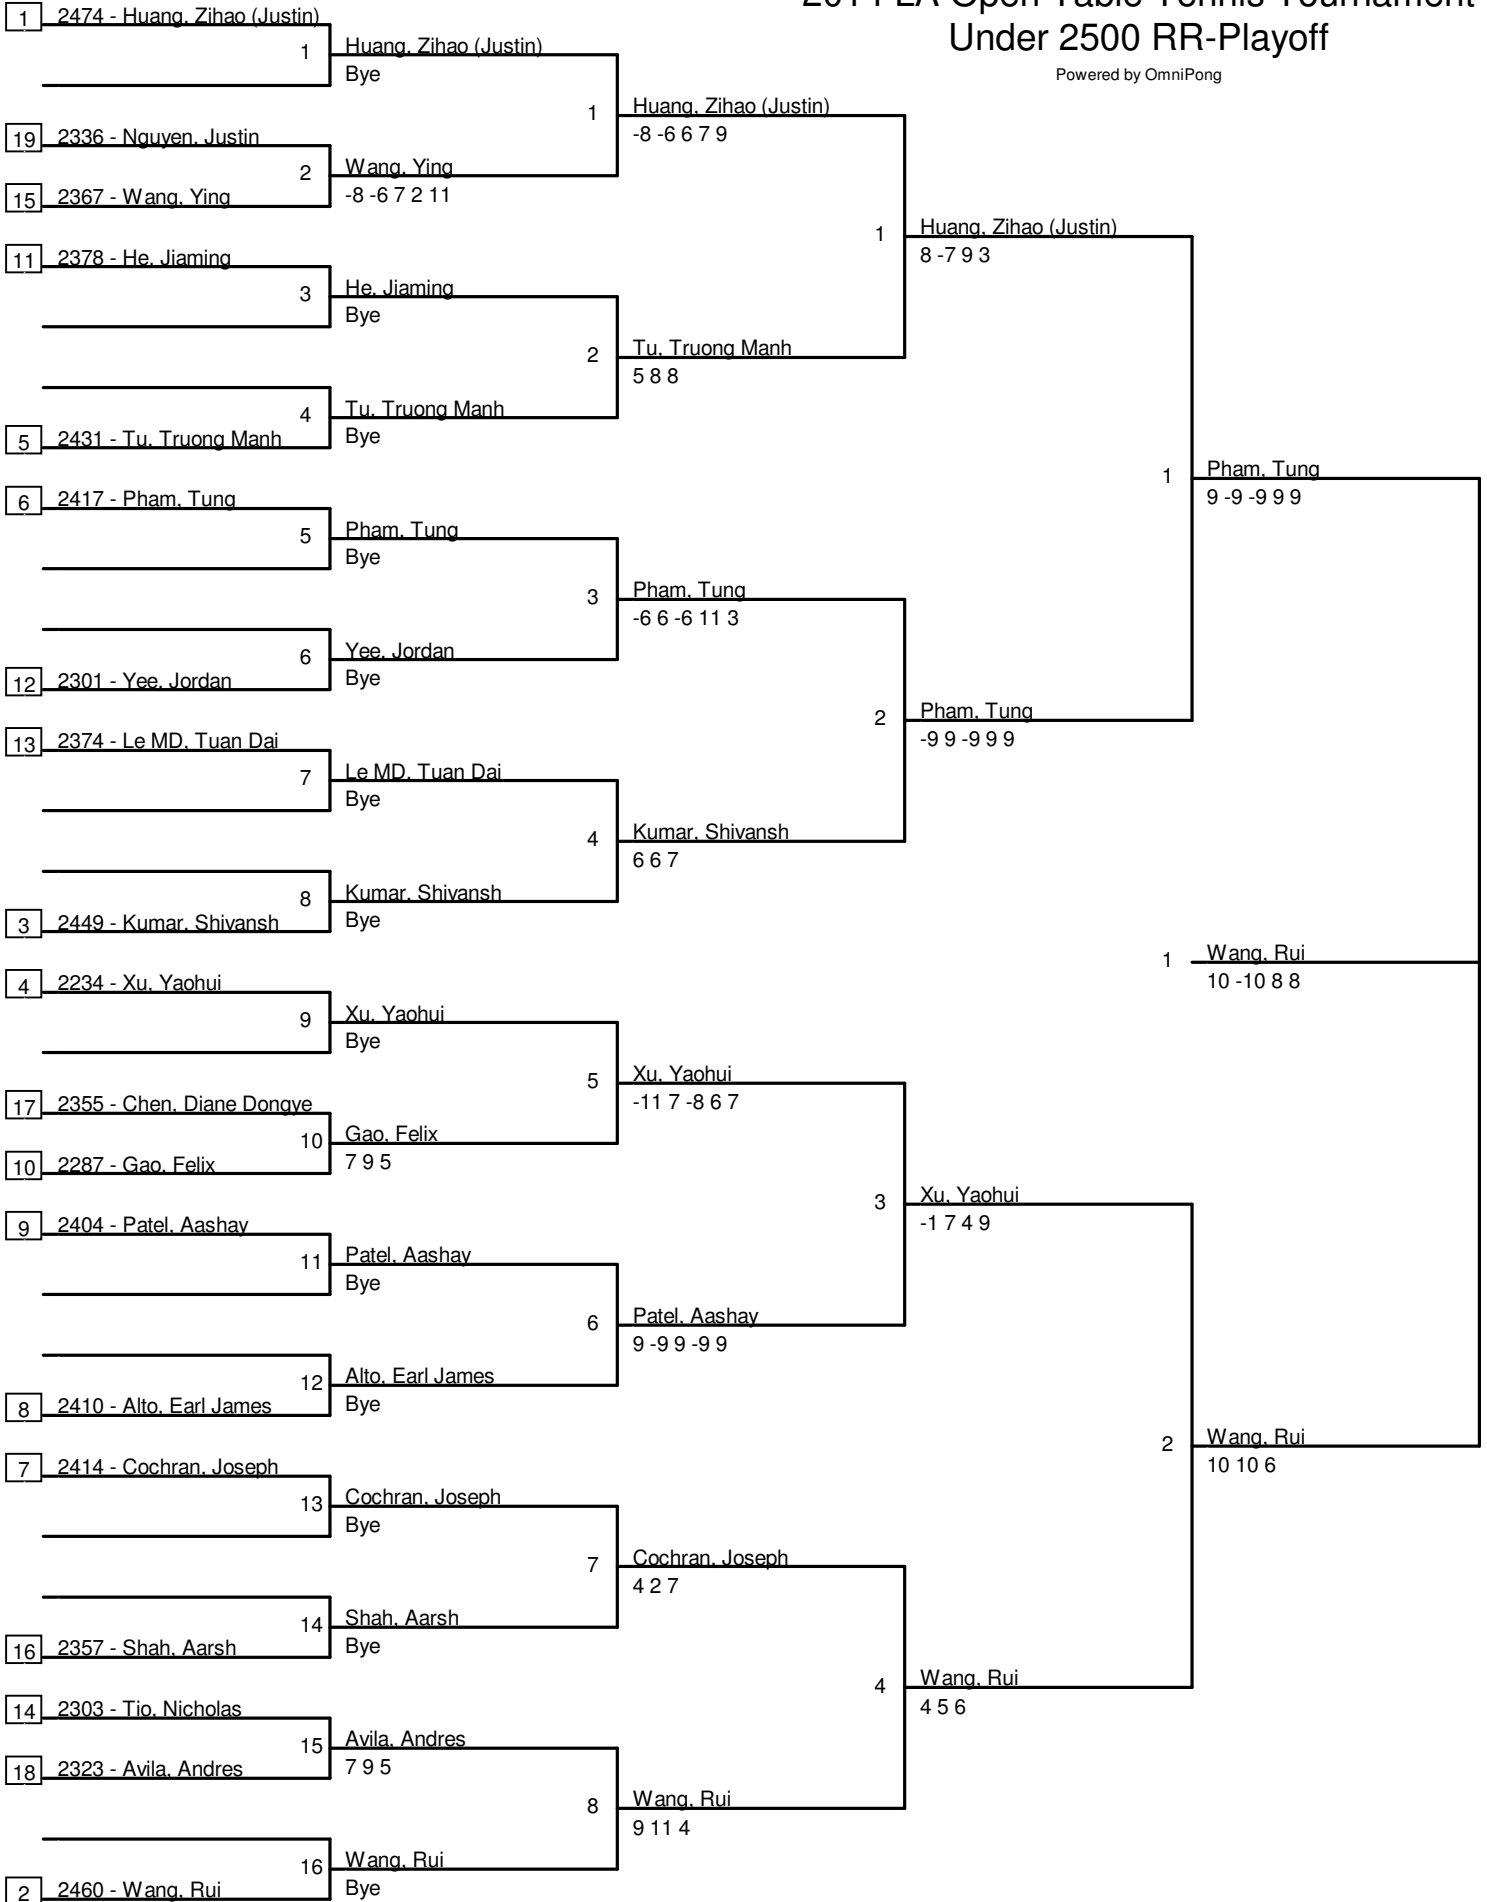 Under 2500 RR-Playoff
Powered by OmniPong
1 2474 - Huang, Zihao (Justin)
1 Huang, Zihao (Justin)
Bye
1 Huang, Zihao (Justin)
-8 -6 6 7 9
19 2336 - Nguyen, Justin
2 Wang, Ying
15 2367 - Wang, Ying
-8 -6 7 2 11
1 Huang, Zihao (Justin)
8 -7 9 3
11 2378 - He, Jiaming
3 He, Jiaming
Bye
2 Tu, Truong Manh
5 8 8
4 Tu, Truong Manh
Bye
5 2431 - Tu, Truong Manh
1 Pham, Tung
9 -9 -9 9 9
6 2417 - Pham, Tung
5 Pham, Tung
Bye
3 Pham, Tung
-6 6 -6 11 3
6 Yee, Jordan
Bye
12 2301 - Yee, Jordan
2 Pham, Tung
-9 9 -9 9 9
13 2374 - Le MD, Tuan Dai
7 Le MD, Tuan Dai
Bye
4 Kumar, Shivansh
6 6 7
8 Kumar, Shivansh
Bye
3 2449 - Kumar, Shivansh
1 Wang, Rui
10 -10 8 8
4 2234 - Xu, Yaohui
9 Xu, Yaohui
Bye
5 Xu, Yaohui
-11 7 -8 6 7
17 2355 - Chen, Diane Dongye
10 Gao, Felix
10 2287 - Gao, Felix
7 9 5
3 Xu, Yaohui
-1 7 4 9
9 2404 - Patel, Aashay
11 Patel, Aashay
Bye
6 Patel, Aashay
9 -9 9 -9 9
12 Alto, Earl James
Bye
8 2410 - Alto, Earl James
2 Wang, Rui
10 10 6
7 2414 - Cochran, Joseph
13 Cochran, Joseph
Bye
7 Cochran, Joseph
4 2 7
14 Shah, Aarsh
Bye
16 2357 - Shah, Aarsh
4 Wang, Rui
4 5 6
14 2303 - Tio, Nicholas
15 Avila, Andres
7 9 5
18 2323 - Avila, Andres
8 Wang, Rui
9 11 4
16 Wang, Rui
Bye
2 2460 - Wang, Rui